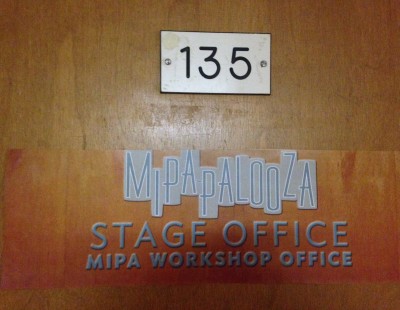 135
MIPAPALOOZA
STAGE OFFICE
MIPA WORKSHOP OFFICE